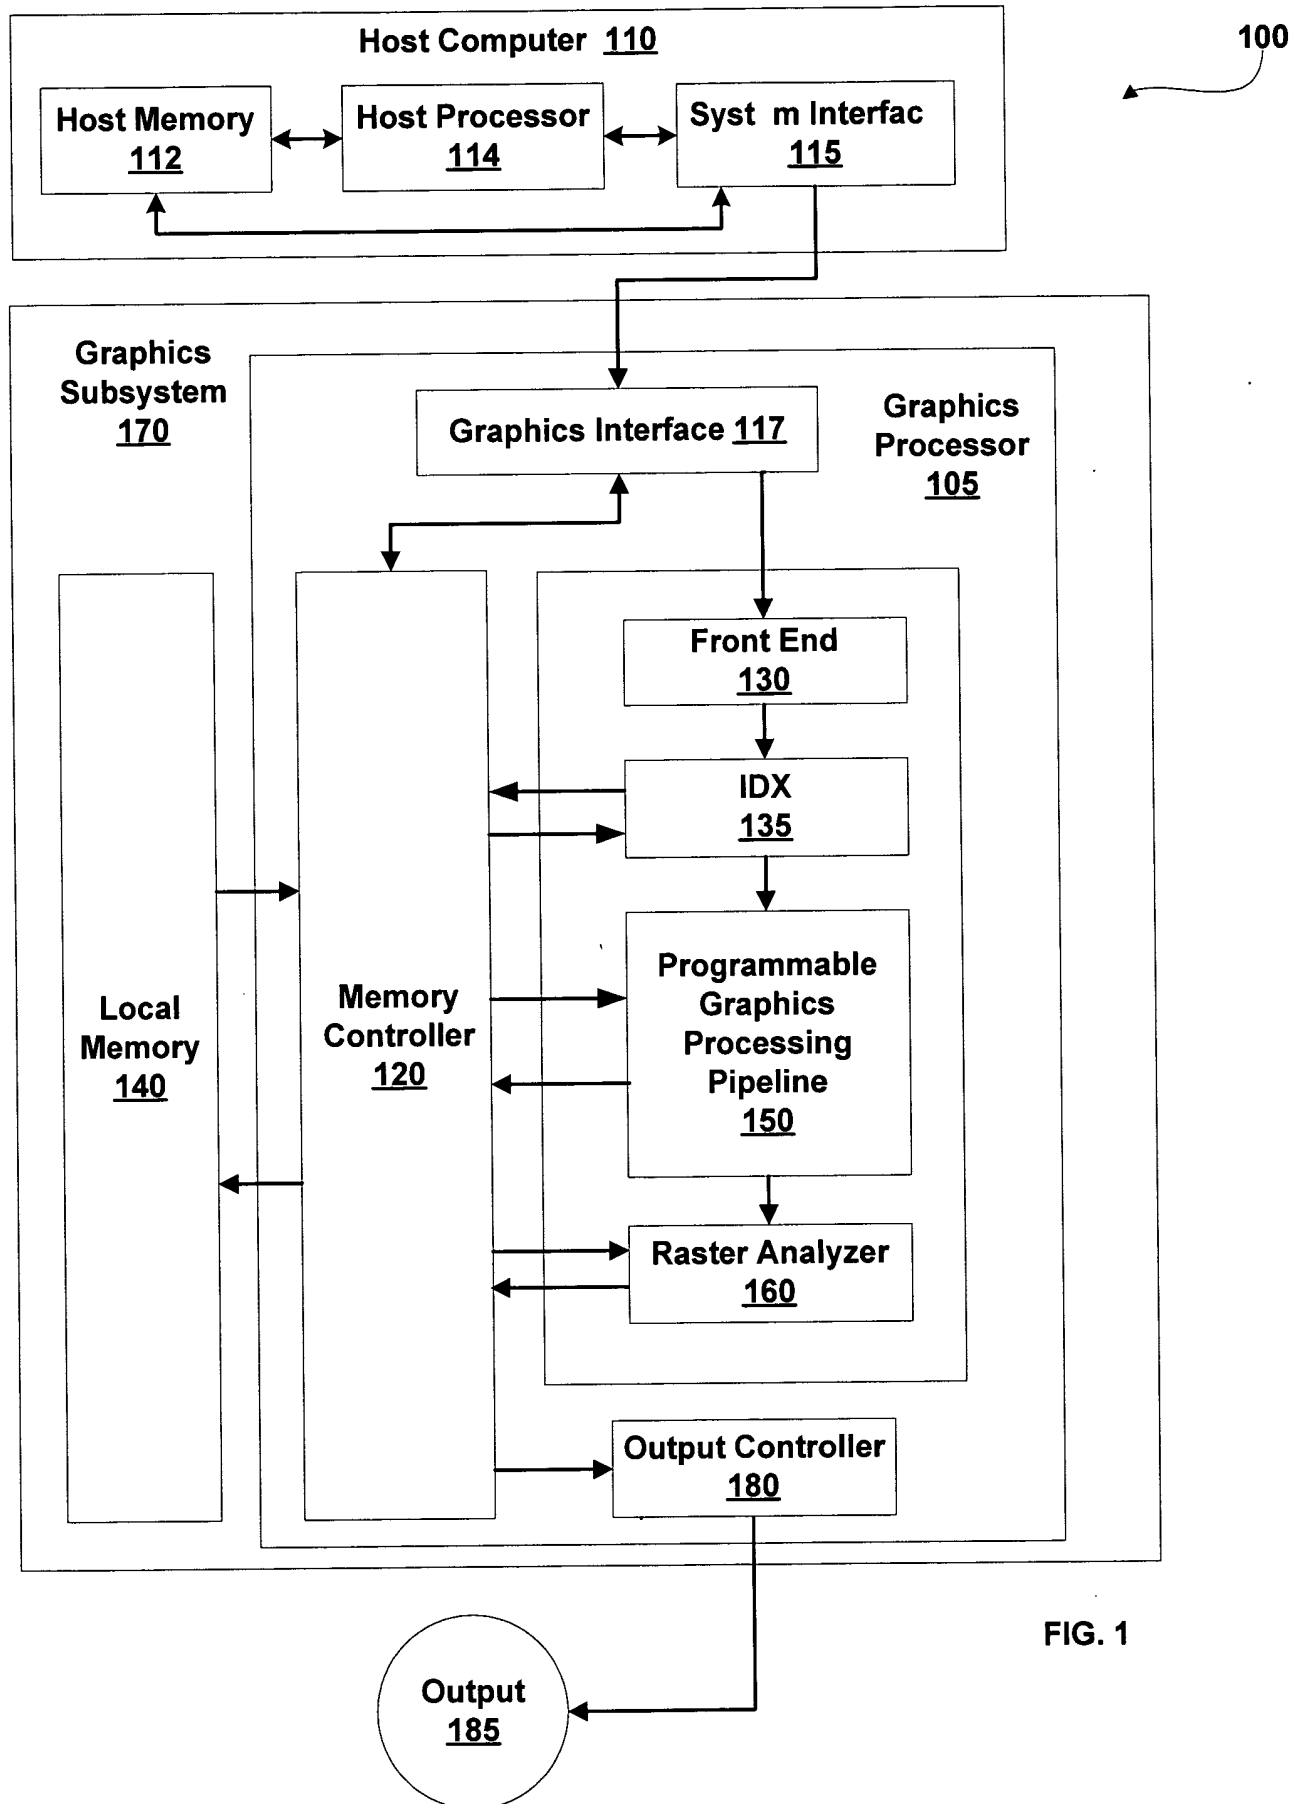 Host Computer 110
100
Host Memory
112
Host Processor
114
Syst m Interfac
115
Graphics
Subsystem
170
Graphics Interface 117
Graphics
Processor
105
Front End
130
IDX
135
Local
Memory
140
Memory
Controller
120
Programmable
Graphics
Processing
Pipeline
150
Raster Analyzer
160
Output Controller
180
Output
185
FIG. 1